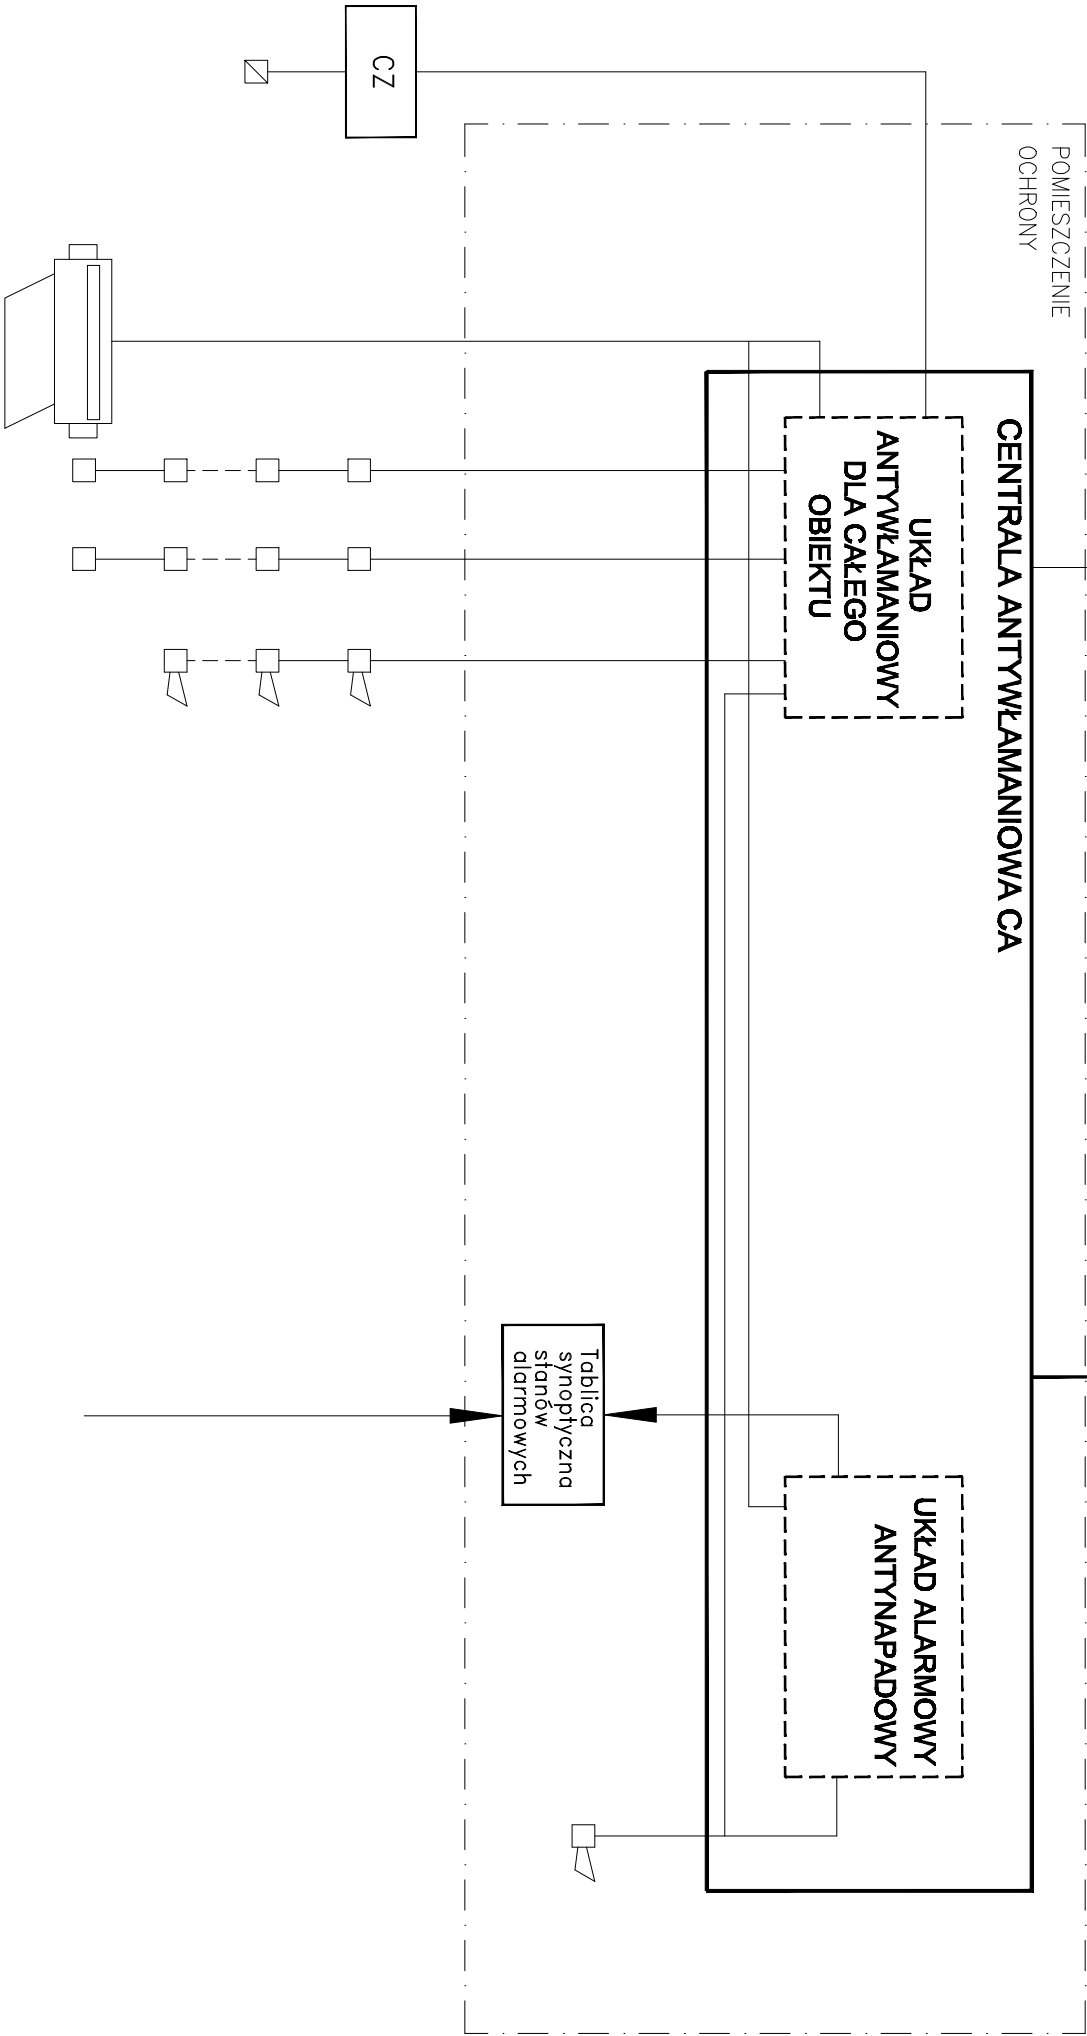 POMIESZCZENIE
OCHRONY
CZ
CENTRALA ANTYWŁAMANIOWA CA
UKŁAD
ANTYWŁAMANIOWY
DLA CAŁEGO
OBIEKTU
UKŁAD ALARMOWY
ANTYNAPADOWY
Tablica
synoptyczna
stanów
alarmowych